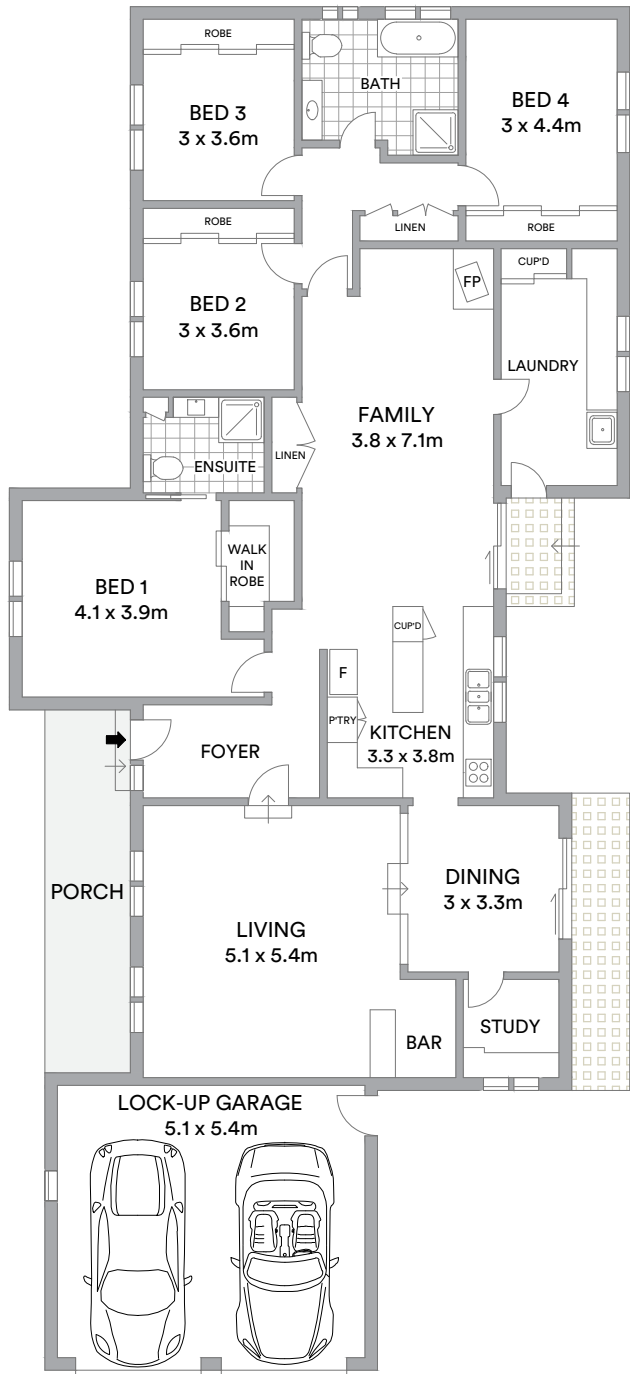 ROBE
BED 3
3 x 3.6m
BATH
BED 4
3 x 4.4m
ROBE
LINEN
ROBE
BED 2
3 x 3.6m
CUP'D
FP
LAUNDRY
FAMILY
3.8 x 7.1m
LINEN
ENSUITE
WALK
IN
ROBE
BED 1
4.1 x 3.9m
CUP'D
F
P'TRY
KITCHEN
3.3 x 3.8m
FOYER
PORCH
LIVING
5.1 x 5.4m
DINING
3 x 3.3m
BAR
STUDY
LOCK-UP GARAGE
5.1 x 5.4m